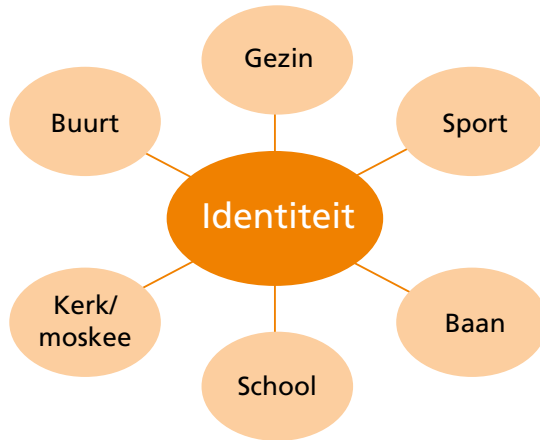 Gezin
Buurt
Sport
Identiteit
Kerk/
moskee
Baan
School